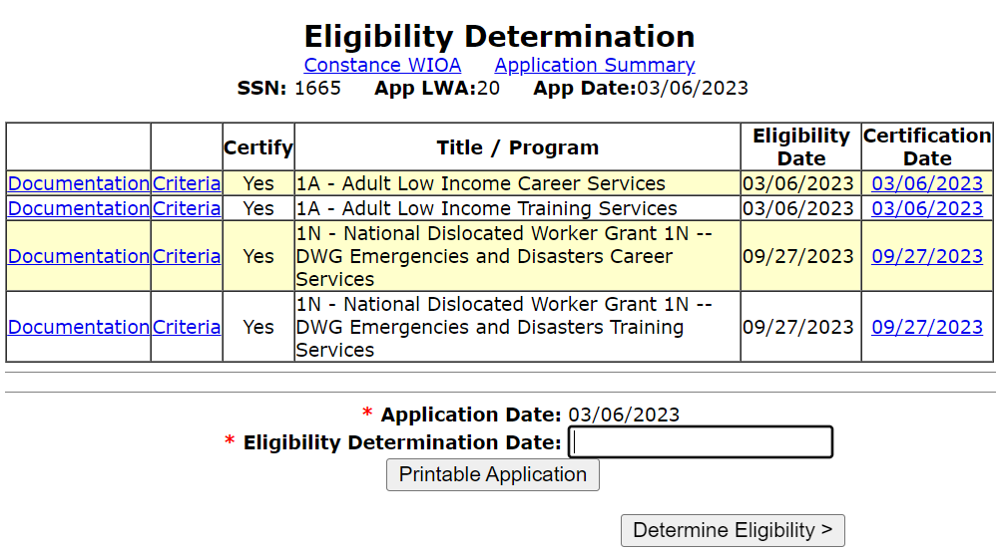 Eligibility Determination
Constance WIOA Application Summary
SSN: 1665 App LWA:20 App Date:03/06/2023
Certify Title / Program Eligibility Date Certification Date
Documentation Criteria Yes 1A - Adult Low Income Career Services 03/06/2023 03/06/2023
Documentation Criteria Yes 1A - Adult Low Income Training Services 03/06/2023 03/06/2023
Documentation Criteria Yes 1N - National Dislocated Worker Grant 1N -- DWG Emergencies and Disasters Career Services 09/27/2023 09/27/2023
Documentation Criteria Yes 1N - National Dislocated Worker Grant 1N -- DWG Emergencies and Disasters Training Services 09/27/2023 09/27/2023
* Application Date: 03/06/2023
* Eligibility Determination Date:
Printable Application
Determine Eligibility >